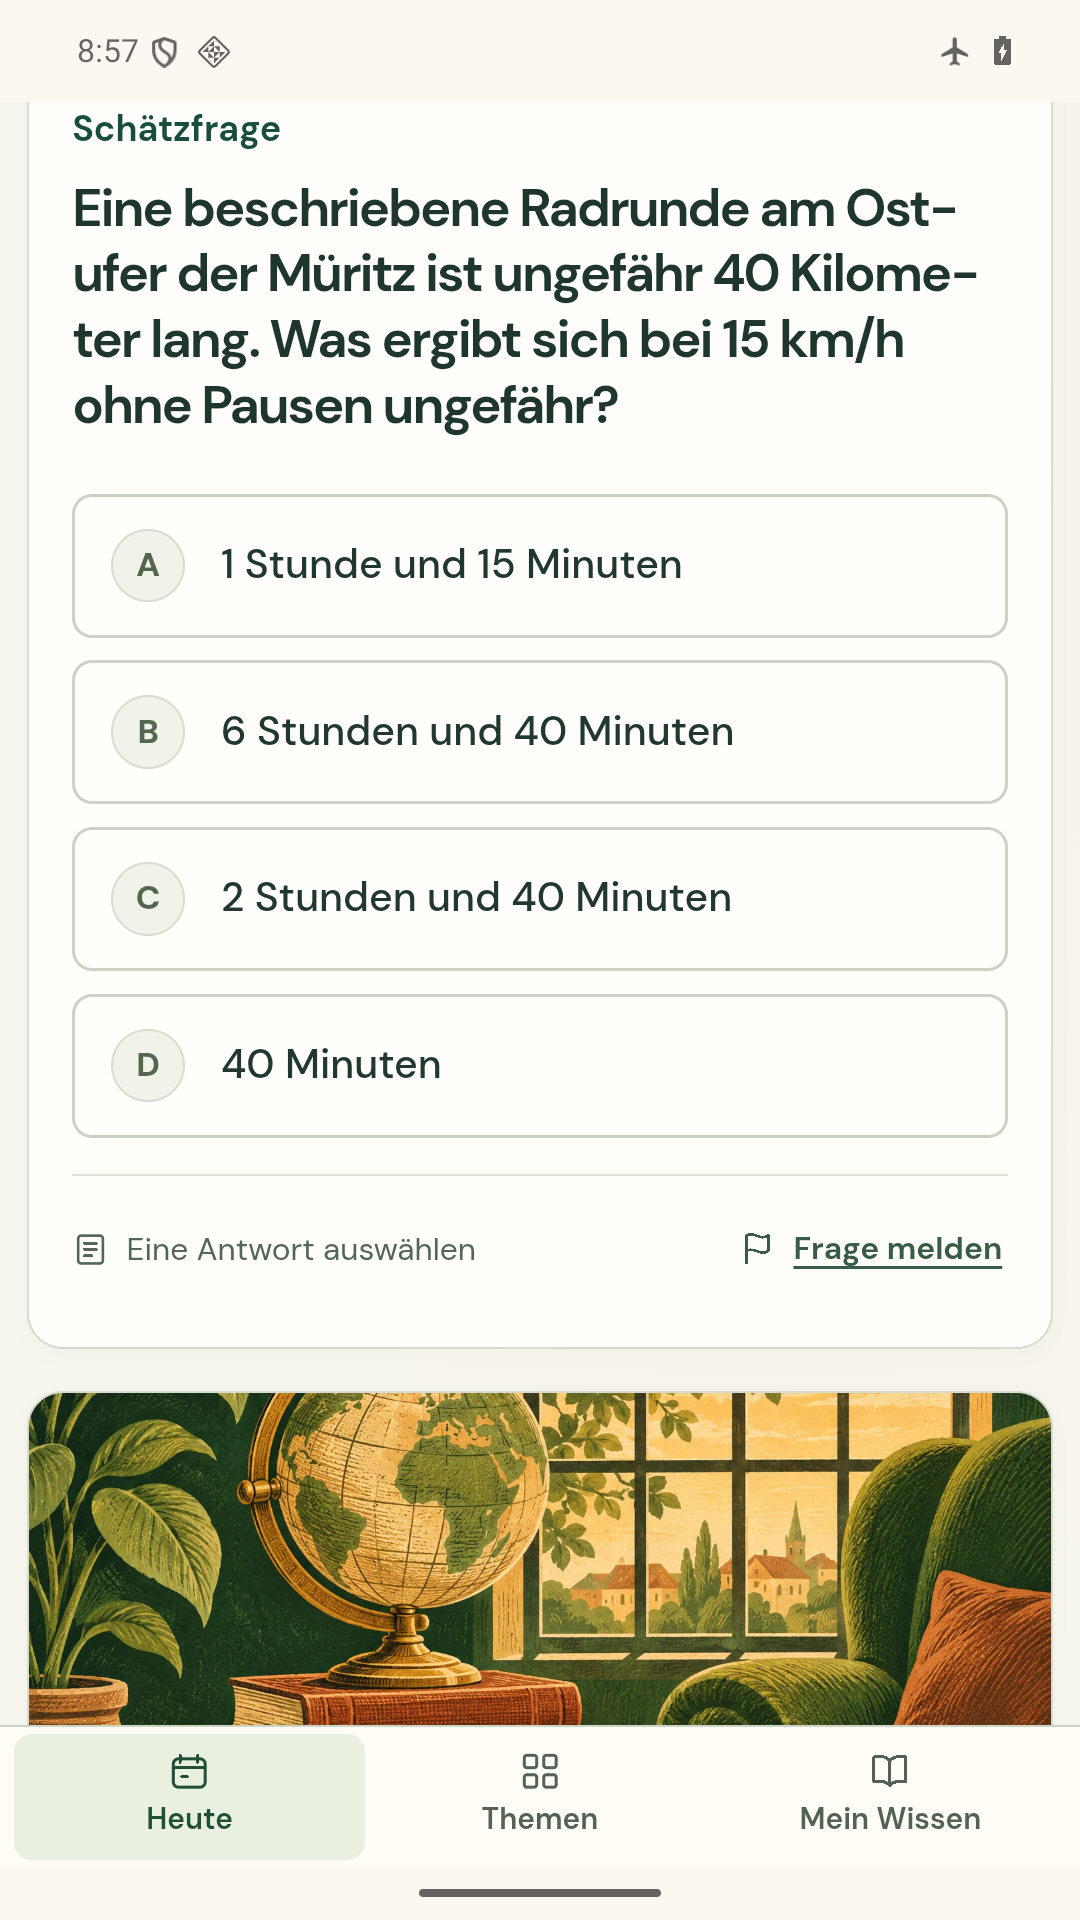 8:57
Schätzfrage
Eine beschriebene Radrunde am Ost-
ufer der Müritz ist ungefähr 40 Kilome-
ter lang. Was ergibt sich bei 15 km/h
ohne Pausen ungefähr?
A 1 Stunde und 15 Minuten
B 6 Stunden und 40 Minuten
C 2 Stunden und 40 Minuten
D 40 Minuten
Eine Antwort auswählen Frage melden
Heute Themen Mein Wissen